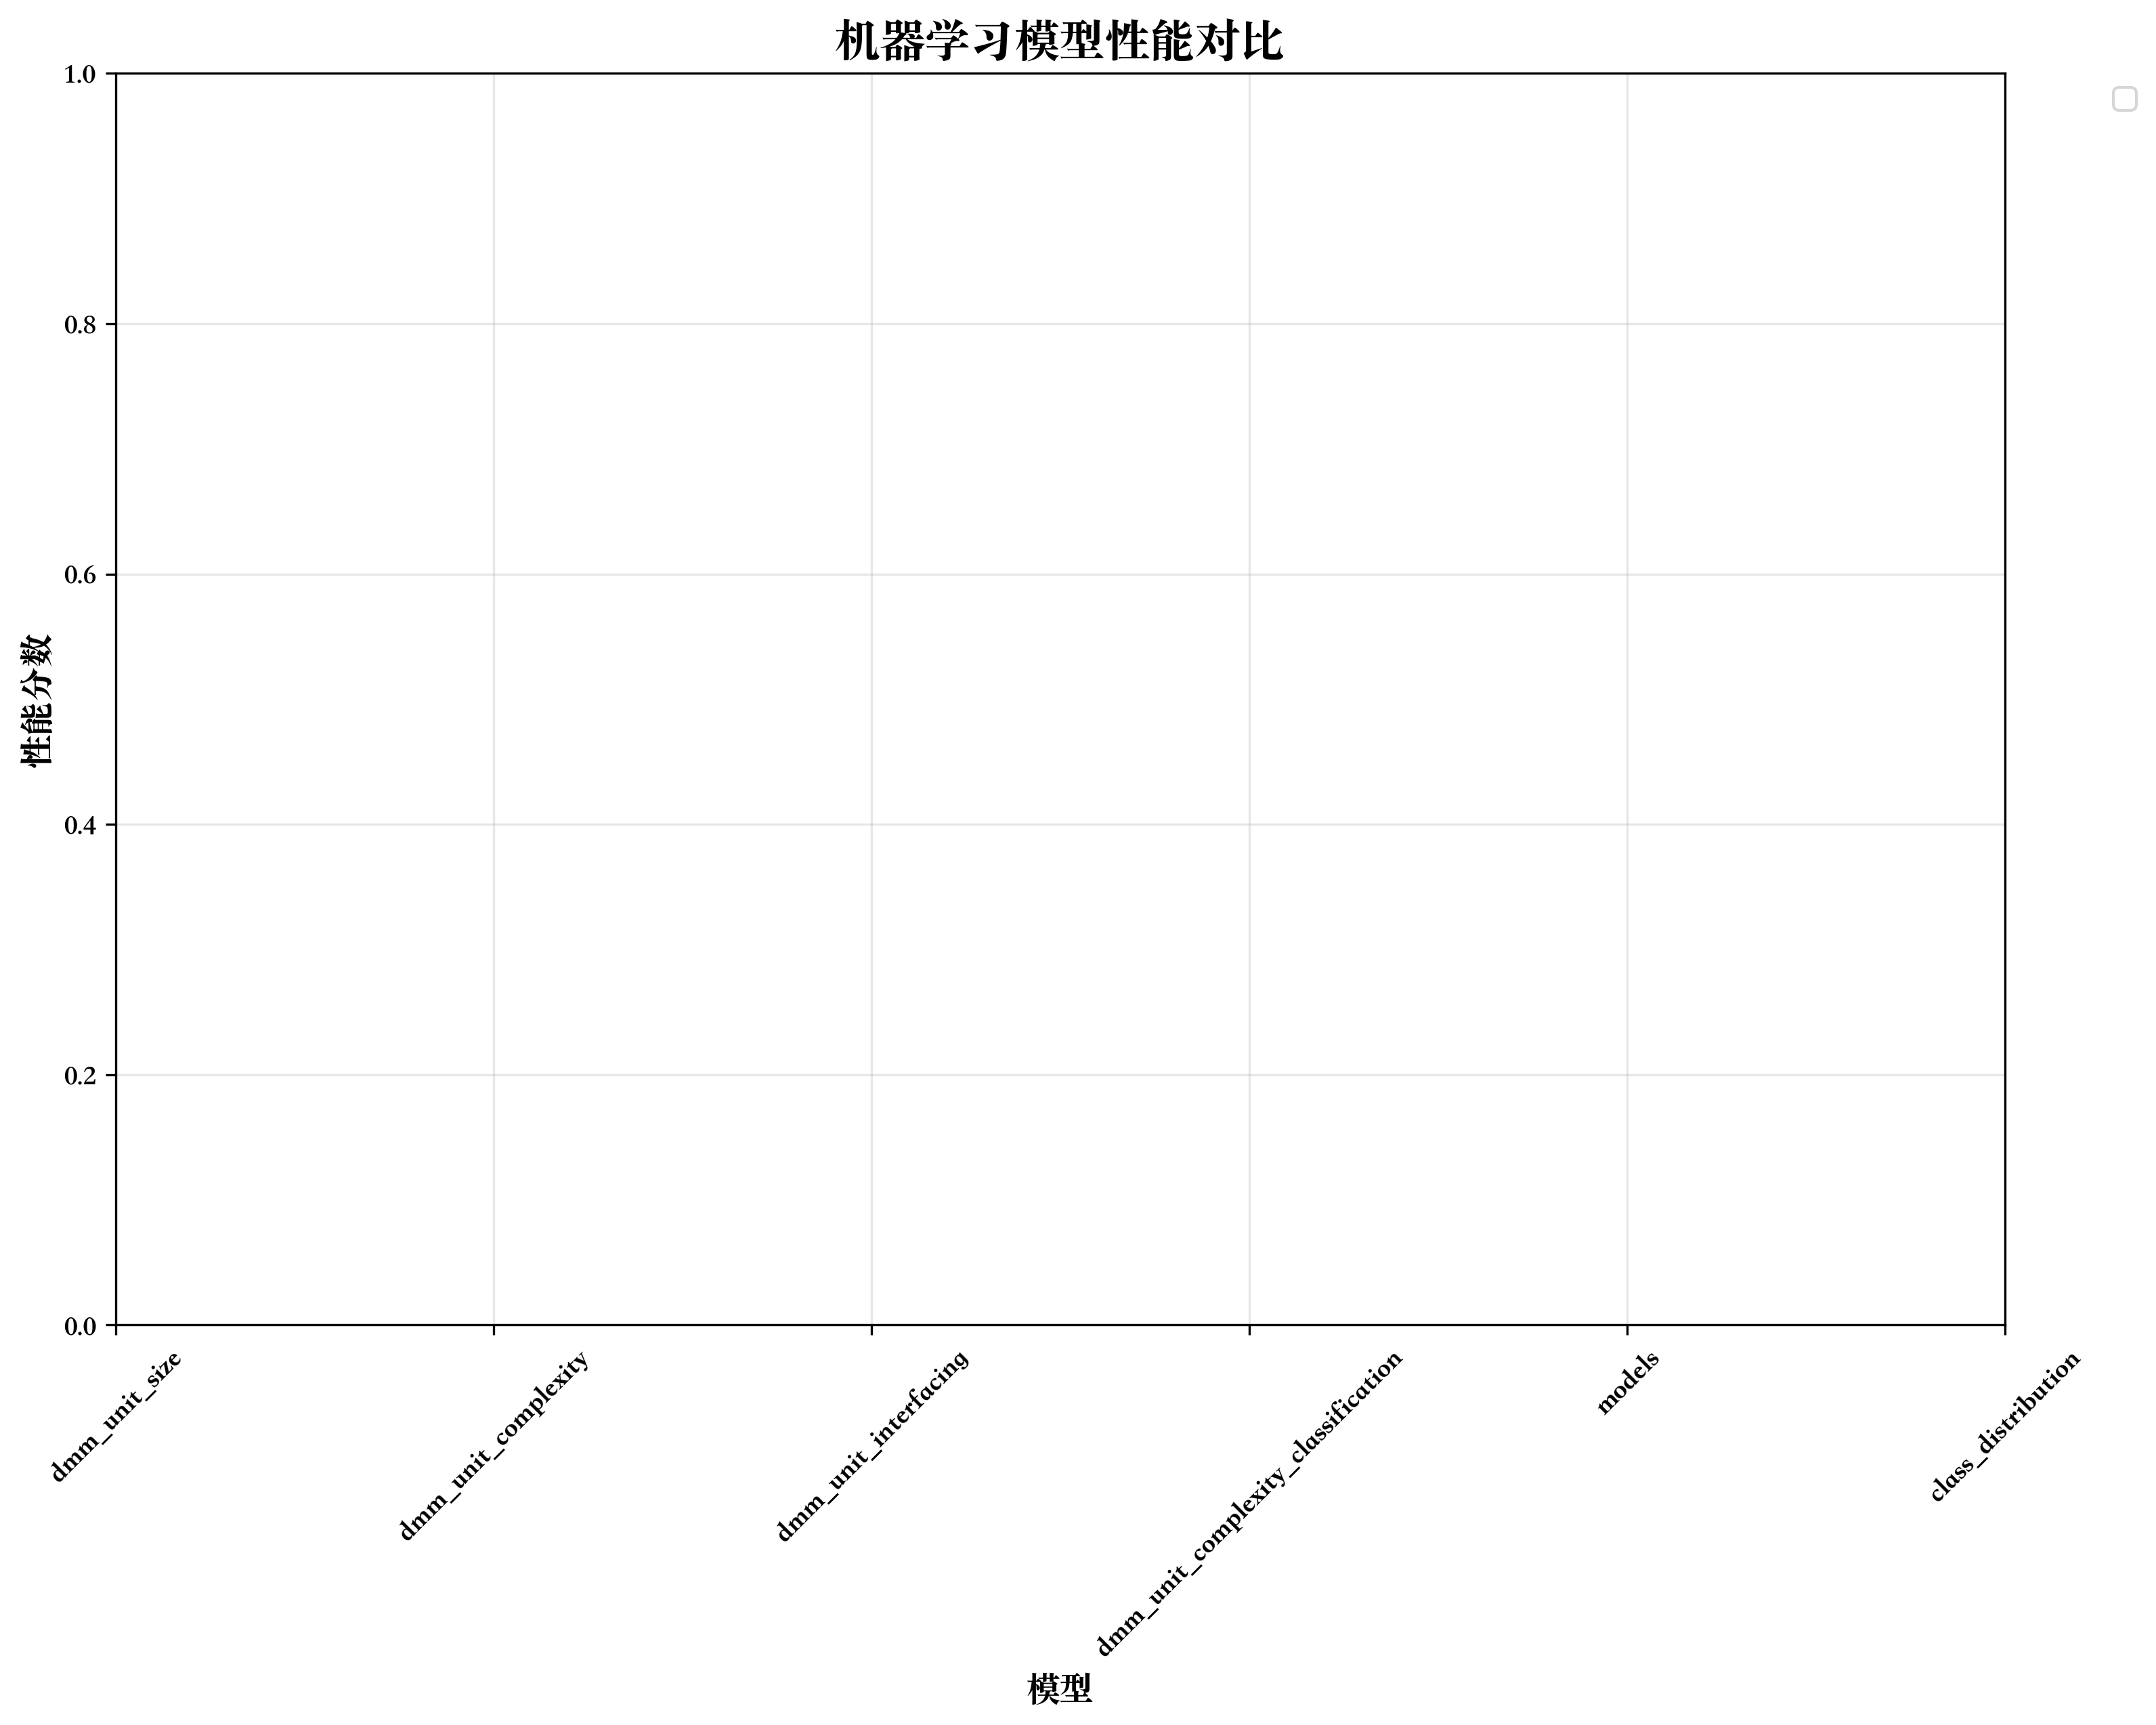 机器学习模型性能对比
1.0
0.8
0.6
0.4
0.2
0.0
性能分数
dmm_unit_size
dmm_unit_complexity
dmm_unit_interfacing
dmm_unit_complexity_classification
models
class_distribution
模型